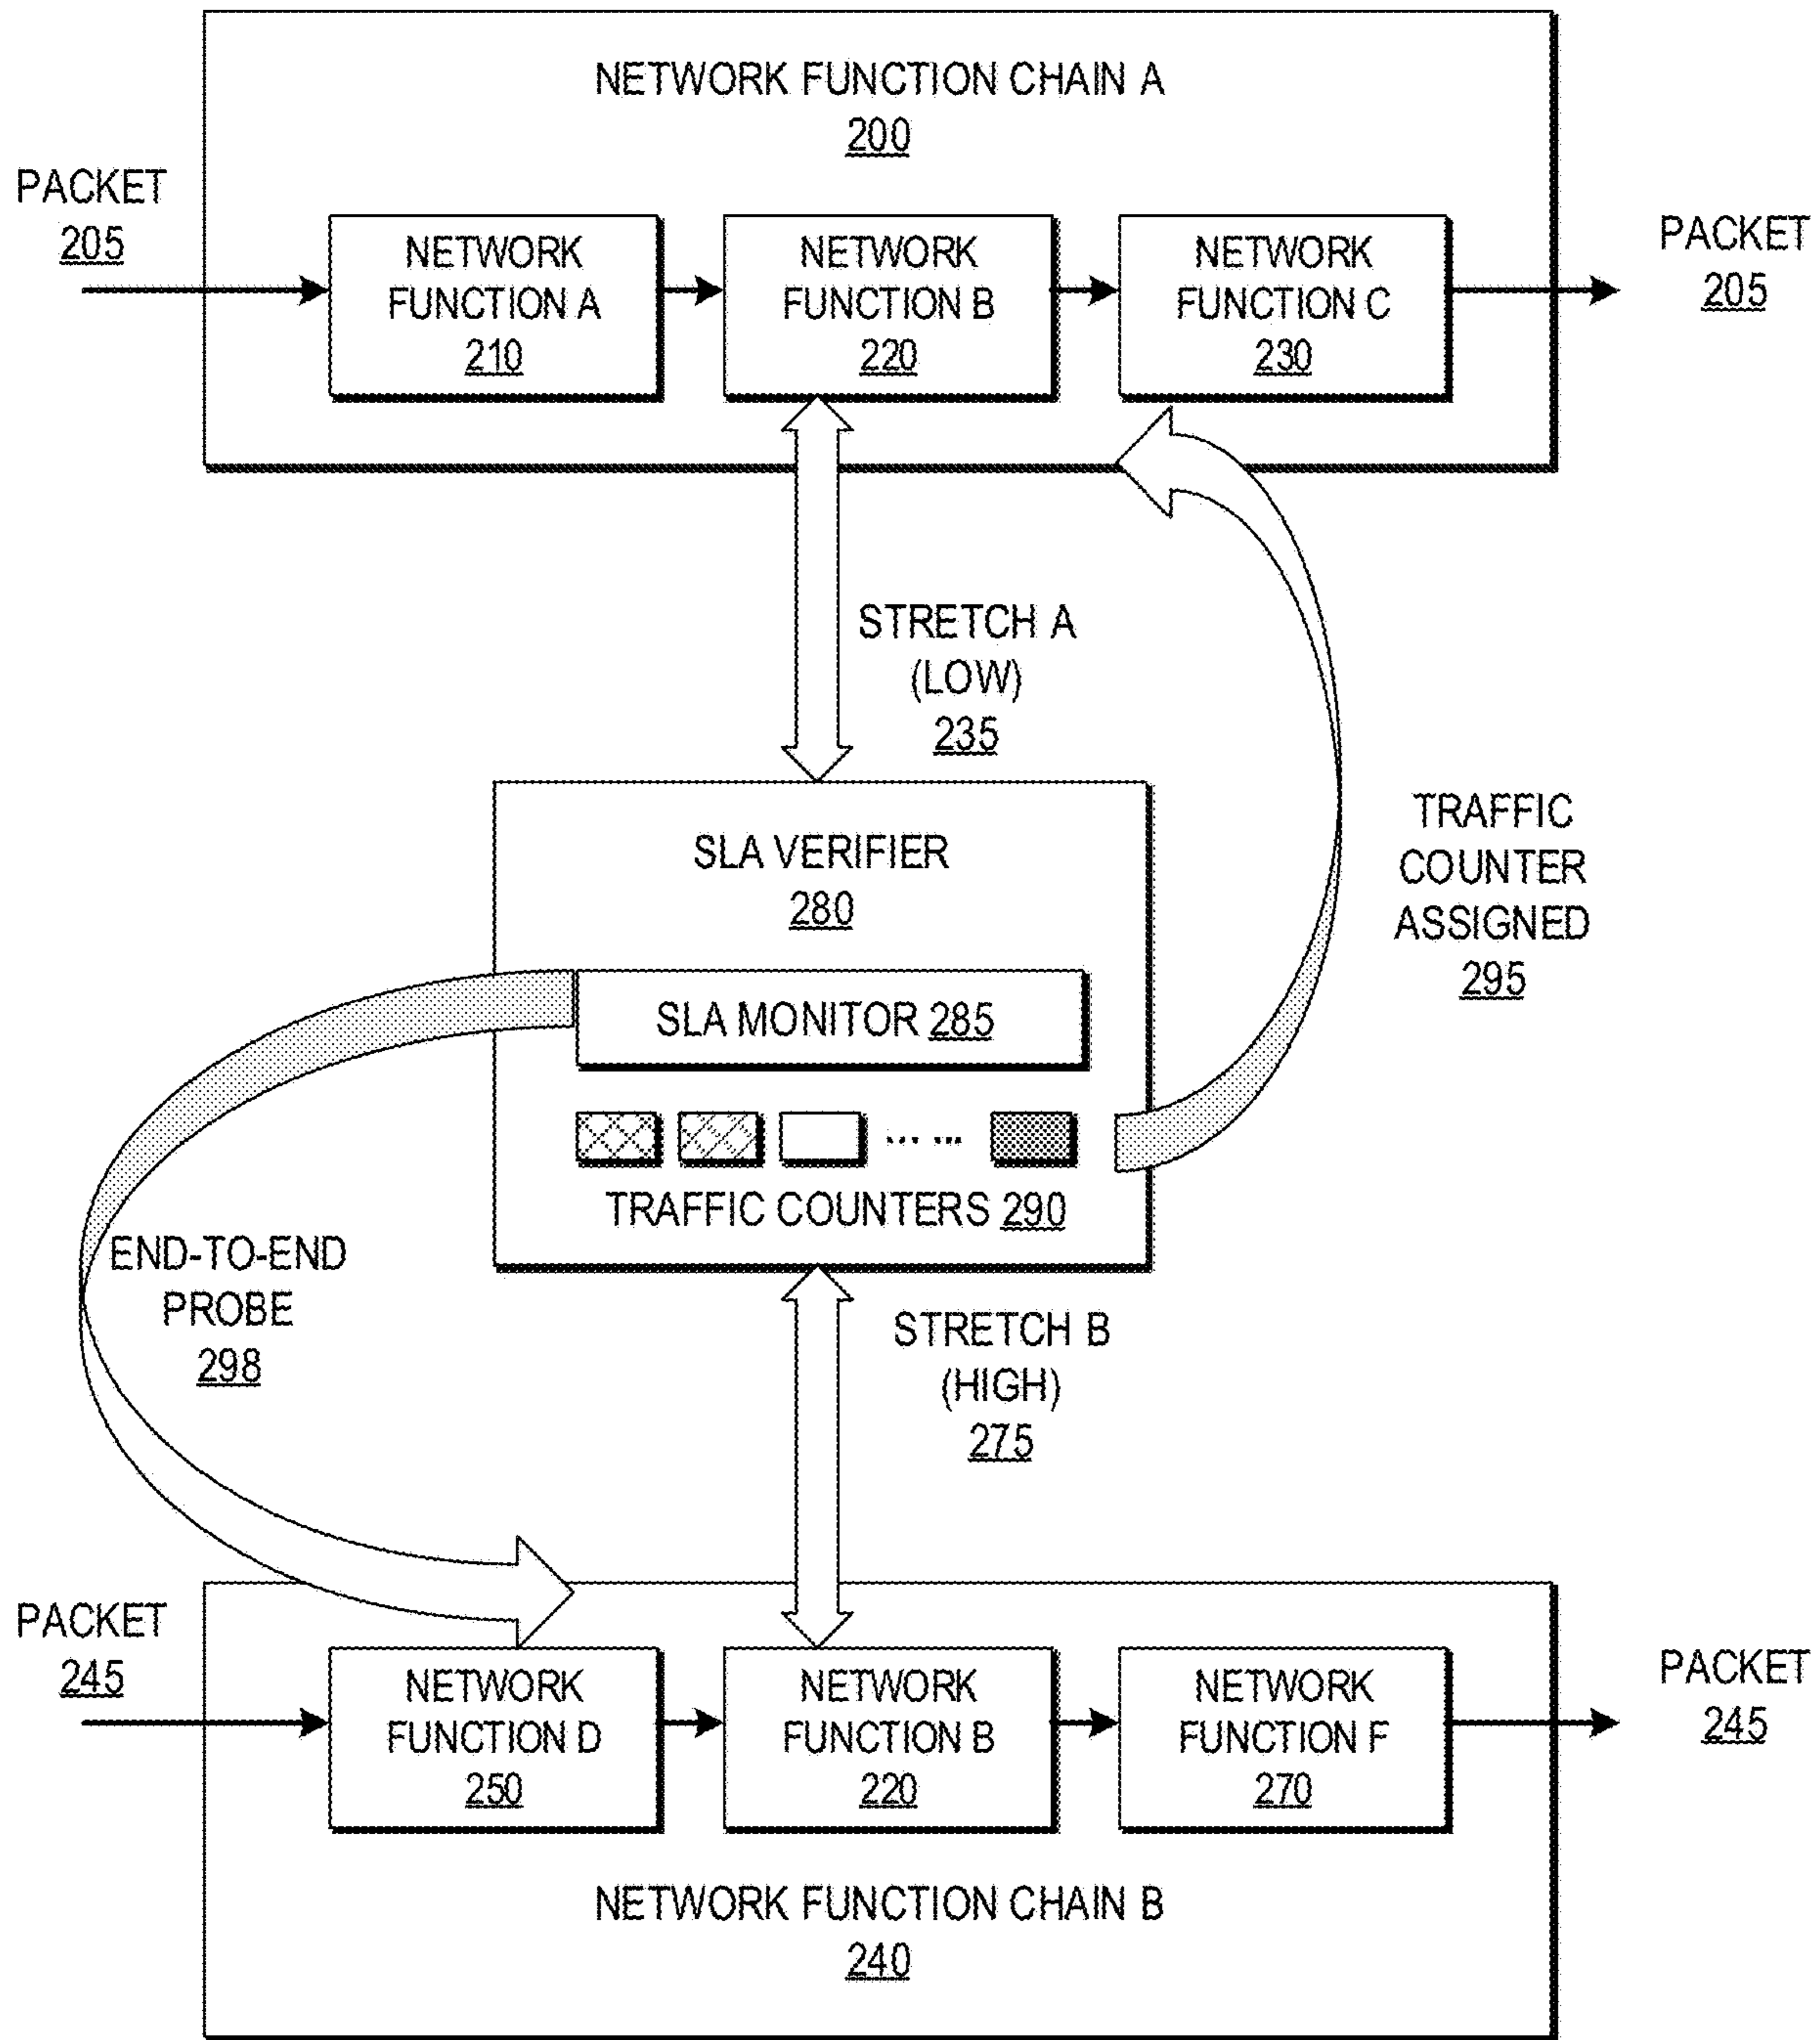 NETWORK FUNCTION CHAIN A
200
PACKET
205
NETWORK
FUNCTION A
210
NETWORK
FUNCTION B
220
NETWORK
FUNCTION C
230
PACKET
205
STRETCH A
(LOW)
235
SLA VERIFIER
280
TRAFFIC
COUNTER
ASSIGNED
295
SLA MONITOR 285
... ...
TRAFFIC COUNTERS 290
END-TO-END
PROBE
298
STRETCH B
(HIGH)
275
PACKET
245
NETWORK
FUNCTION D
250
NETWORK
FUNCTION B
220
NETWORK
FUNCTION F
270
PACKET
245
NETWORK FUNCTION CHAIN B
240